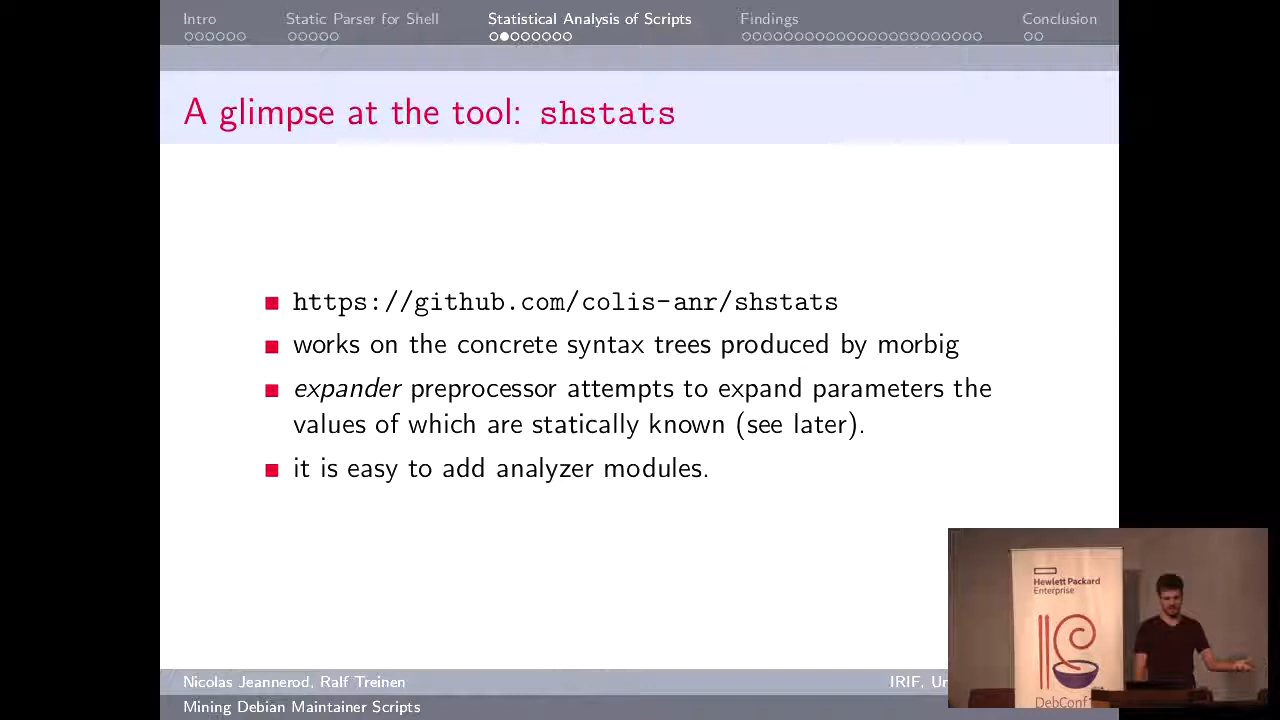 Intro Static Parser for Shell Statistical Analysis of Scripts Findings Conclusion
A glimpse at the tool: shstats
https://github.com/colis-anr/shstats
works on the concrete syntax trees produced by morbig
expander preprocessor attempts to expand parameters the
values of which are statically known (see later).
it is easy to add analyzer modules.
Hewlett Packard
Enterprise
Nicolas Jeannerod, Ralf Treinen IRIF,
Mining Debian Maintainer Scripts